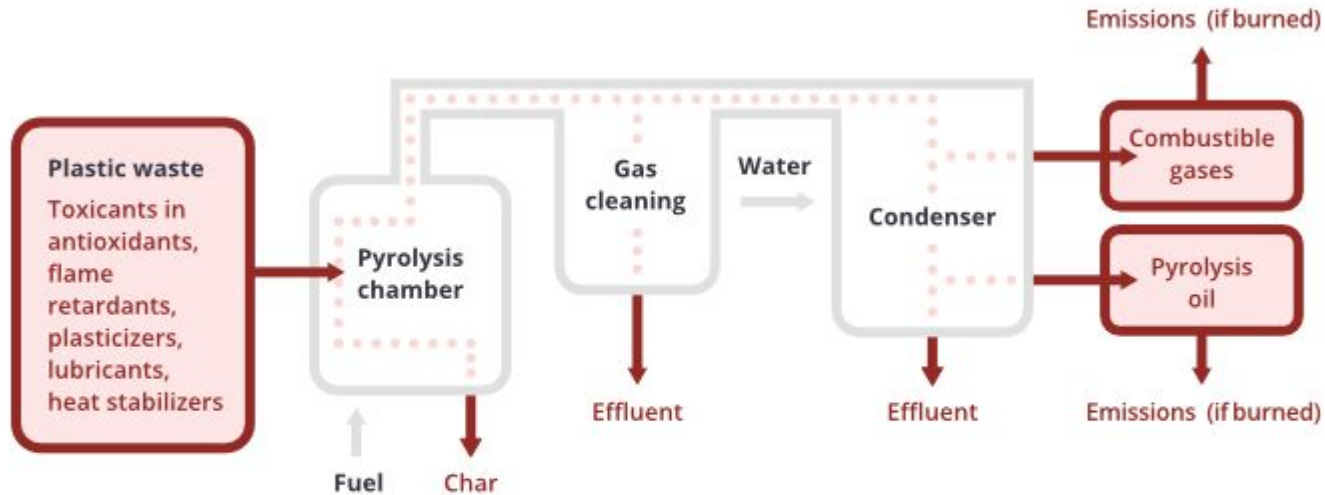 Emissions (if burned)
Plastic waste
Toxicants in
antioxidants,
flame
retardants,
plasticizers,
lubricants,
heat stabilizers
Pyrolysis
chamber
Fuel
Char
Gas
cleaning
Effluent
Water
Condenser
Effluent
Combustible
gases
Pyrolysis
oil
Emissions (if burned)